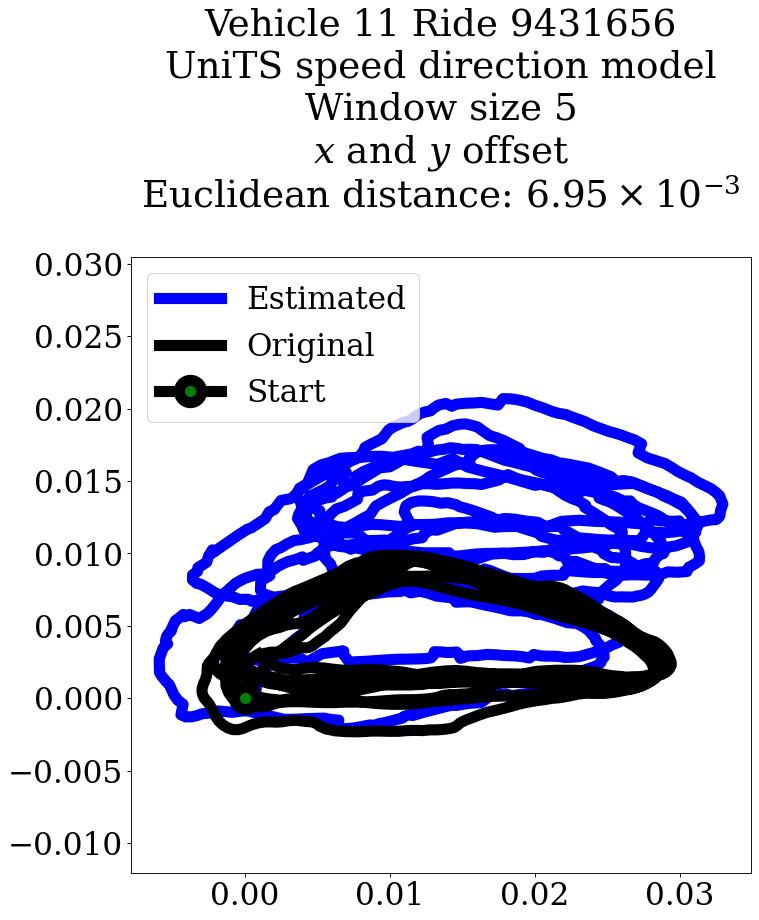 Vehicle 11 Ride 9431656
UniTS speed direction model
Window size 5
x and y offset
Euclidean distance: 6.95 × 10⁻³
0.030
Estimated
0.025
Original
Start
0.020
0.015
0.010
0.005
0.000
−0.005
−0.010
0.00 0.01 0.02 0.03